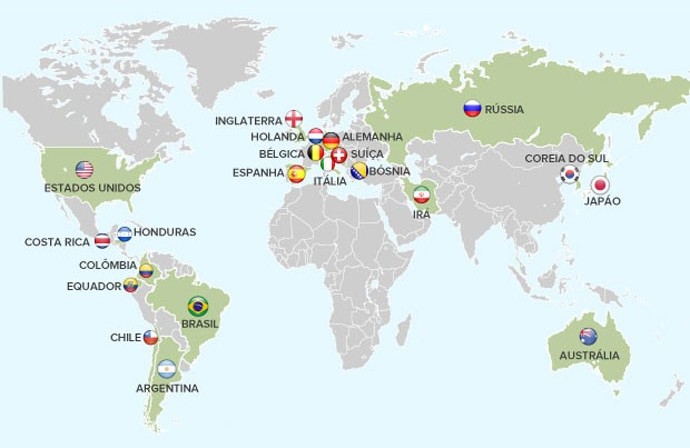 RÚSSIA
INGLATERRA
HOLANDA
ALEMANHA
BÉLGICA
SUÍÇA
COREIA DO SUL
ESPANHA
BÓSNIA
ITÁLIA
ESTADOS UNIDOS
JAPÃO
IRÁ
HONDURAS
COSTA RICA
COLÔMBIA
EQUADOR
BRASIL
CHILE
AUSTRÁLIA
ARGENTINA